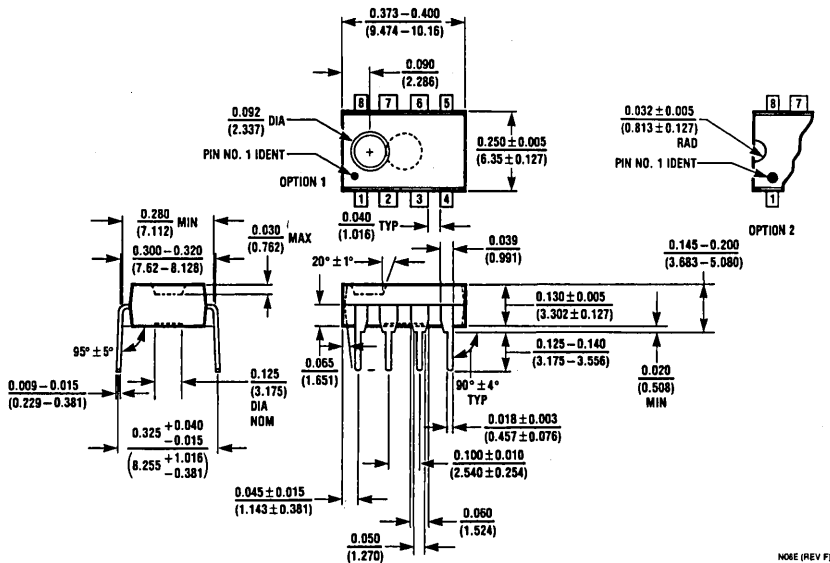 0.373–0.400
(9.474–10.16)
0.090
(2.286)
8 7 6 5
0.092 DIA
(2.337)
PIN NO. 1 IDENT
OPTION 1
1 2 3 4
0.250 ± 0.005
(6.35 ± 0.127)
8 7
0.032 ± 0.005
(0.813 ± 0.127)
RAD
PIN NO. 1 IDENT
1
OPTION 2
0.280 MIN
(7.112)
0.030 MAX
(0.762)
0.300–0.320
(7.62–8.128)
0.040 TYP
(1.016)
0.039
(0.991)
0.145–0.200
(3.683–5.080)
20° ± 1°
0.130 ± 0.005
(3.302 ± 0.127)
95° ± 5°
0.125–0.140
(3.175–3.556)
0.065
(1.651)
90° ± 4°
TYP
0.020
(0.508)
MIN
0.009–0.015
(0.229–0.381)
0.125
(3.175)
DIA
NOM
0.018 ± 0.003
(0.457 ± 0.076)
0.325 +0.040
-0.015
(8.255 +1.016
-0.381)
0.100 ± 0.010
(2.540 ± 0.254)
0.045 ± 0.015
(1.143 ± 0.381)
0.060
(1.524)
0.050
(1.270)
N08E (REV F)